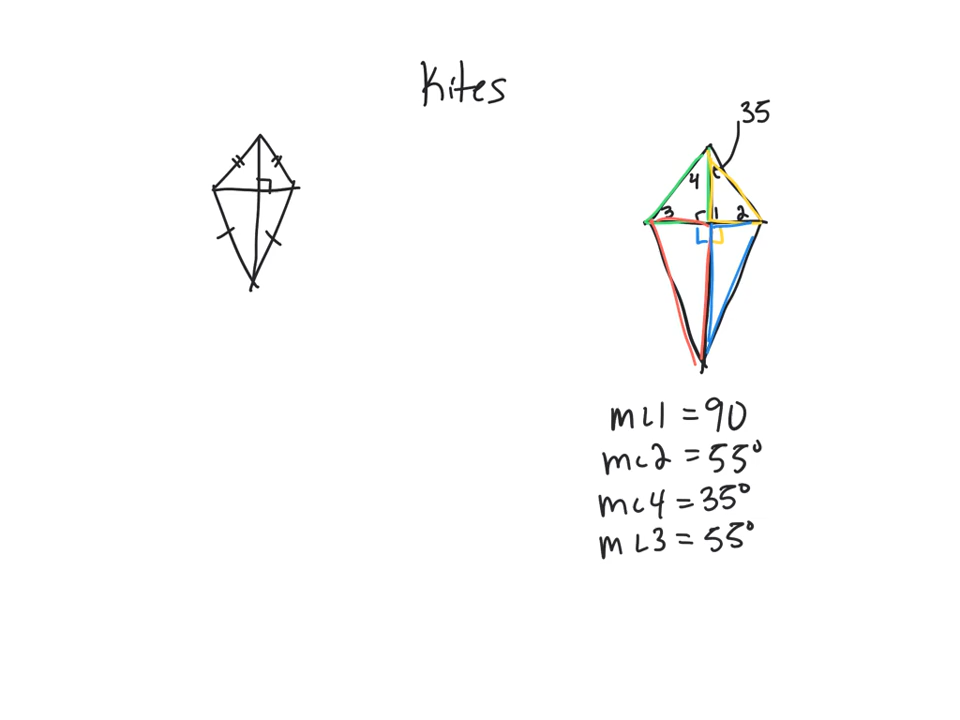 Kites
35
4
3 1 2
m∠1 = 90
m∠2 = 55°
m∠4 = 35°
m∠3 = 55°